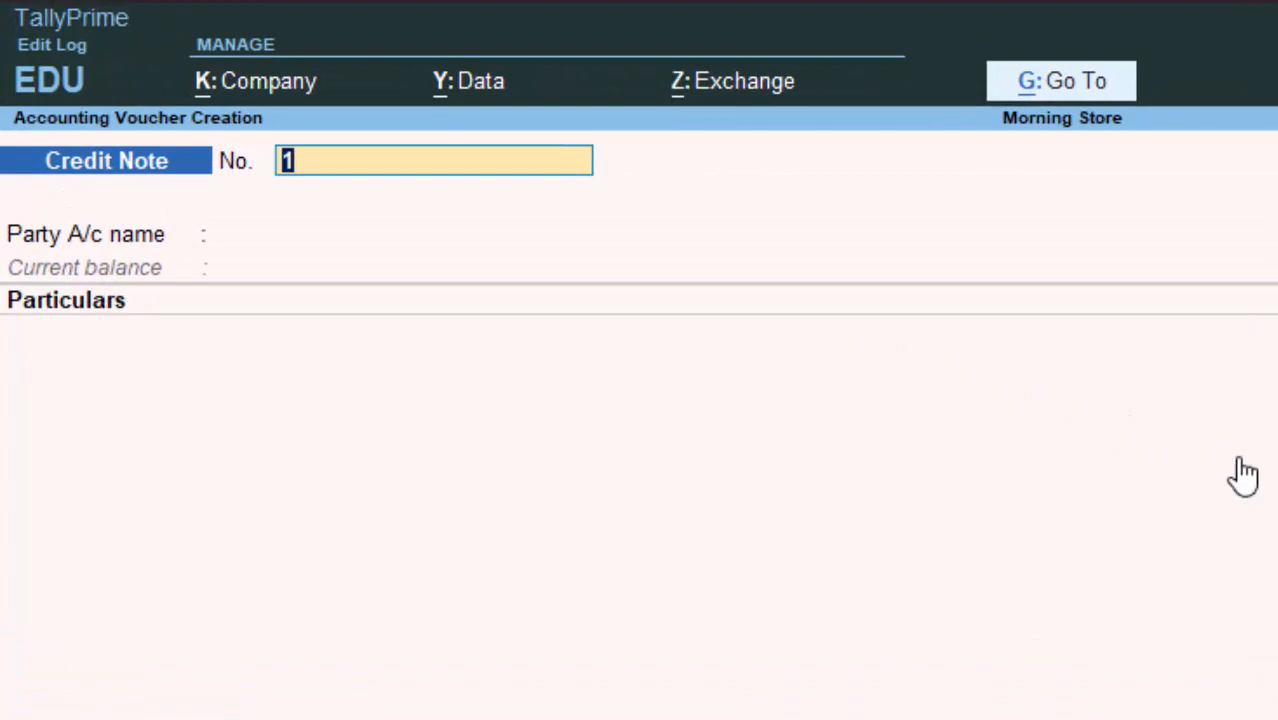 TallyPrime
Edit Log
MANAGE
EDU
K: Company
Y: Data
Z: Exchange
G: Go To
Accounting Voucher Creation
Morning Store
Credit Note No. 1
Party A/c name :
Current balance :
Particulars